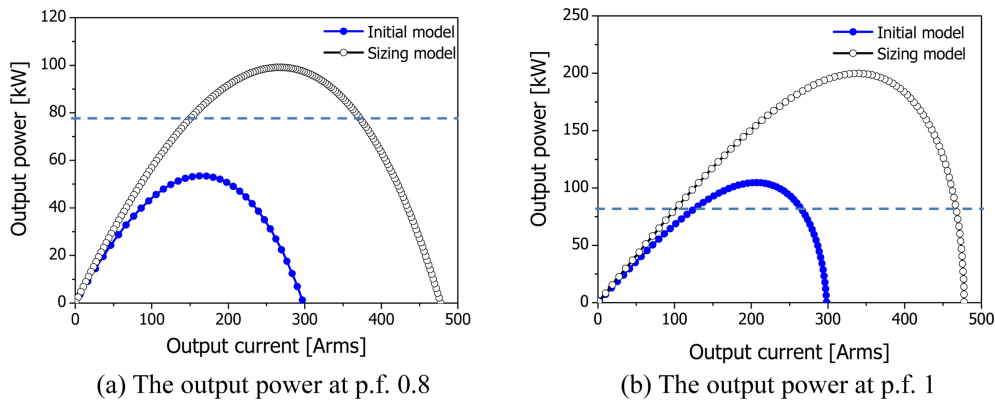 120
100
80
60
40
20
0
Output power [kW]
Initial model
Sizing model
0 100 200 300 400 500
Output current [Arms]
(a) The output power at p.f. 0.8
250
200
150
100
50
0
Output power [kW]
Initial model
Sizing model
0 100 200 300 400 500
Output current [Arms]
(b) The output power at p.f. 1